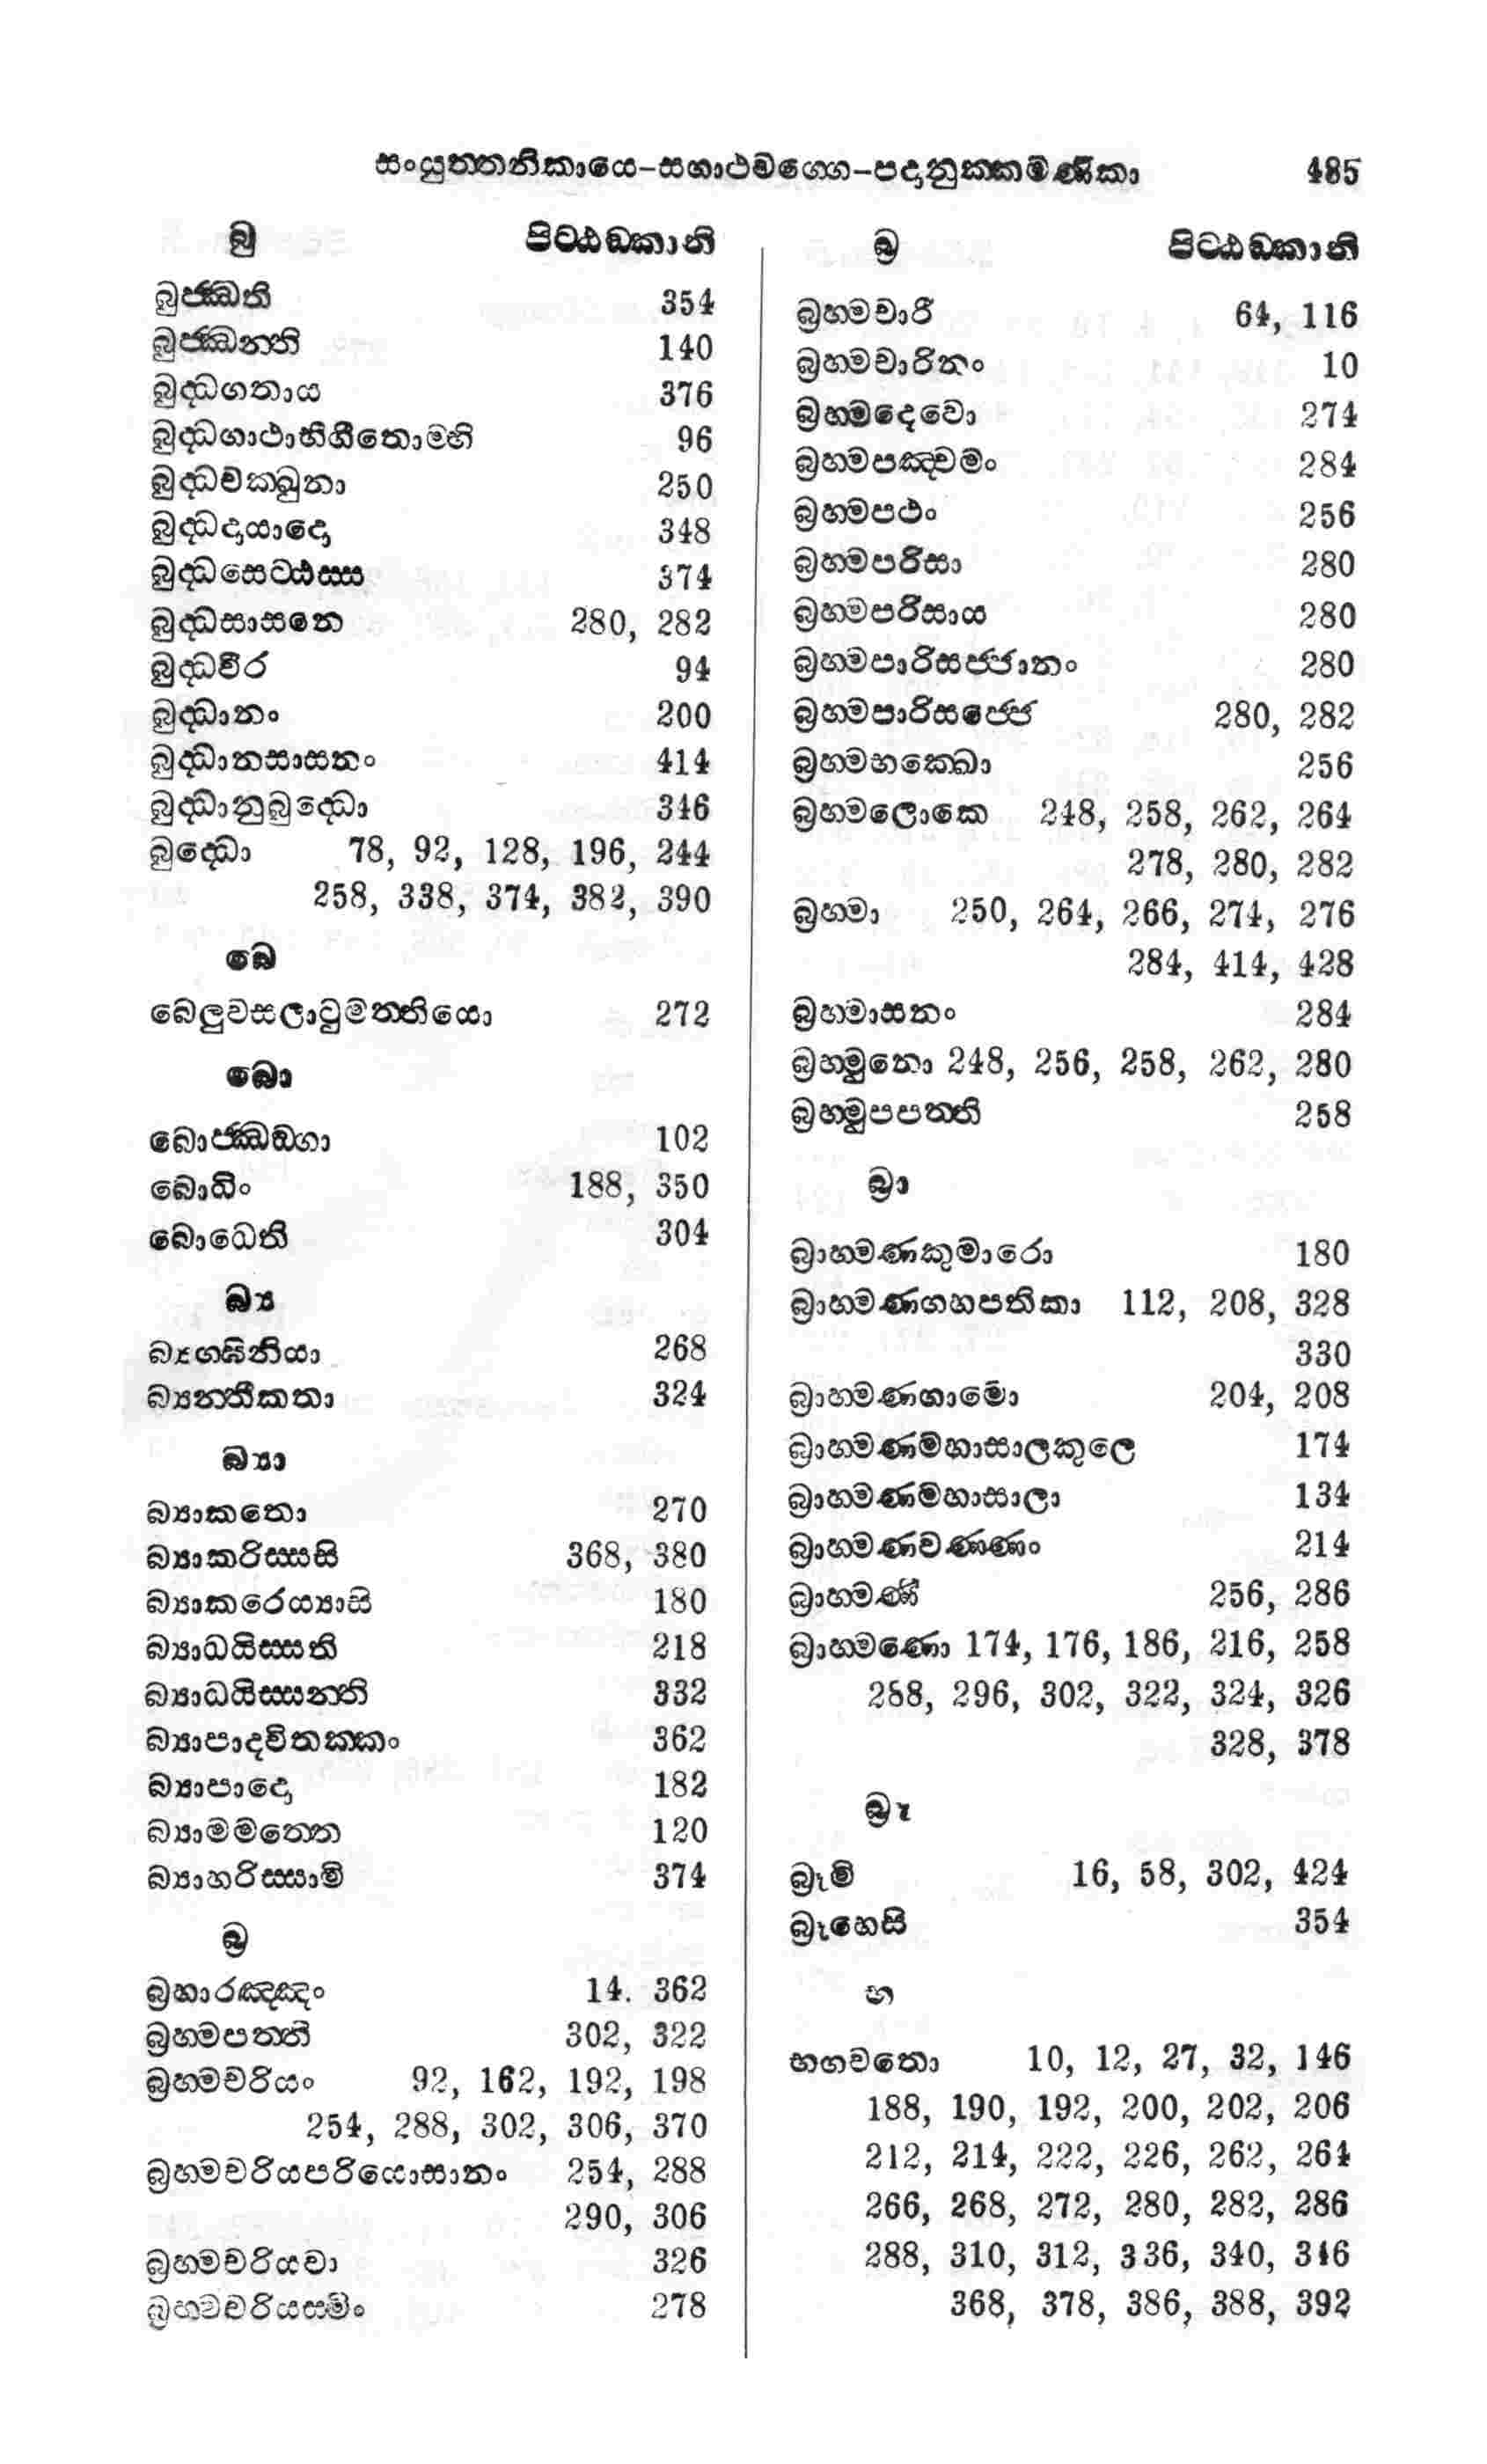 සංයුත්තනිකායෙ-සගාථවග්ග-පදානුක්කමණිකා 485
බු පිට්ඨඞ්කානි
බුජ්ඣති 354
බුජ්ඣන්ති 140
බුද්ධගතාය 376
බුද්ධගාථාභිගීතොම්හි 96
බුද්ධචක්ඛුනා 250
බුද්ධදායාදො 348
බුද්ධසෙට්ඨස්ස 374
බුද්ධසාසනෙ 280, 282
බුද්ධවීර 94
බුද්ධානං 200
බුද්ධානසාසනං 414
බුද්ධානුබුද්ධො 346
බුද්ධො 78, 92, 128, 196, 244
258, 338, 374, 382, 390
බෙ
බෙලුවසලාටුමත්තියො 272
බො
බොජ්ඣඞ්ගා 102
බොධිං 188, 350
බොධෙති 304
බ්‍ය
බ්‍යග්ඝිනියා 268
බ්‍යන්තීකතා 324
බ්‍යා
බ්‍යාකතො 270
බ්‍යාකරිස්සසි 368, 380
බ්‍යාකරෙය්‍යාසි 180
බ්‍යාධයිස්සති 218
බ්‍යාධයිස්සන්ති 332
බ්‍යාපාදවිතක්කං 362
බ්‍යාපාදො 182
බ්‍යාමමත්තෙ 120
බ්‍යාහරිස්සාමි 374
බ්‍ර
බ්‍රහාරඤ්ඤං 14. 362
බ්‍රහ්මපත්ති 302, 322
බ්‍රහ්මචරියං 92, 162, 192, 198
254, 288, 302, 306, 370
බ්‍රහ්මචරියපරියොසානං 254, 288
290, 306
බ්‍රහ්මචරියවා 326
බ්‍රහ්මචරියස්මිං 278
බ්‍ර පිට්ඨඞ්කානි
බ්‍රහ්මචාරී 64, 116
බ්‍රහ්මචාරිනං 10
බ්‍රහ්මදෙවො 274
බ්‍රහ්මපඤ්චමං 284
බ්‍රහ්මපථං 256
බ්‍රහ්මපරිසා 280
බ්‍රහ්මපරිසාය 280
බ්‍රහ්මපාරිසජ්ජානං 280
බ්‍රහ්මපාරිසජ්ජෙ 280, 282
බ්‍රහ්මභක්ඛො 256
බ්‍රහ්මලොකෙ 248, 258, 262, 264
278, 280, 282
බ්‍රහ්මා 250, 264, 266, 274, 276
284, 414, 428
බ්‍රහ්මාසනං 284
බ්‍රහ්මුනො 248, 256, 258, 262, 280
බ්‍රහ්මුපපත්ති 258
බ්‍රා
බ්‍රාහ්මණකුමාරො 180
බ්‍රාහ්මණගහපතිකා 112, 208, 328
330
බ්‍රාහ්මණගාමො 204, 208
බ්‍රාහ්මණමහාසාලකුලෙ 174
බ්‍රාහ්මණමහාසාලා 134
බ්‍රාහ්මණවණ්ණං 214
බ්‍රාහ්මණී 256, 286
බ්‍රාහ්මණො 174, 176, 186, 216, 258
288, 296, 302, 322, 324, 326
328, 378
බ්‍රූ
බ්‍රූමි 16, 58, 302, 424
බ්‍රූහෙසි 354
භ
භගවතො 10, 12, 27, 32, 146
188, 190, 192, 200, 202, 206
212, 214, 222, 226, 262, 264
266, 268, 272, 280, 282, 286
288, 310, 312, 336, 340, 346
368, 378, 386, 388, 392